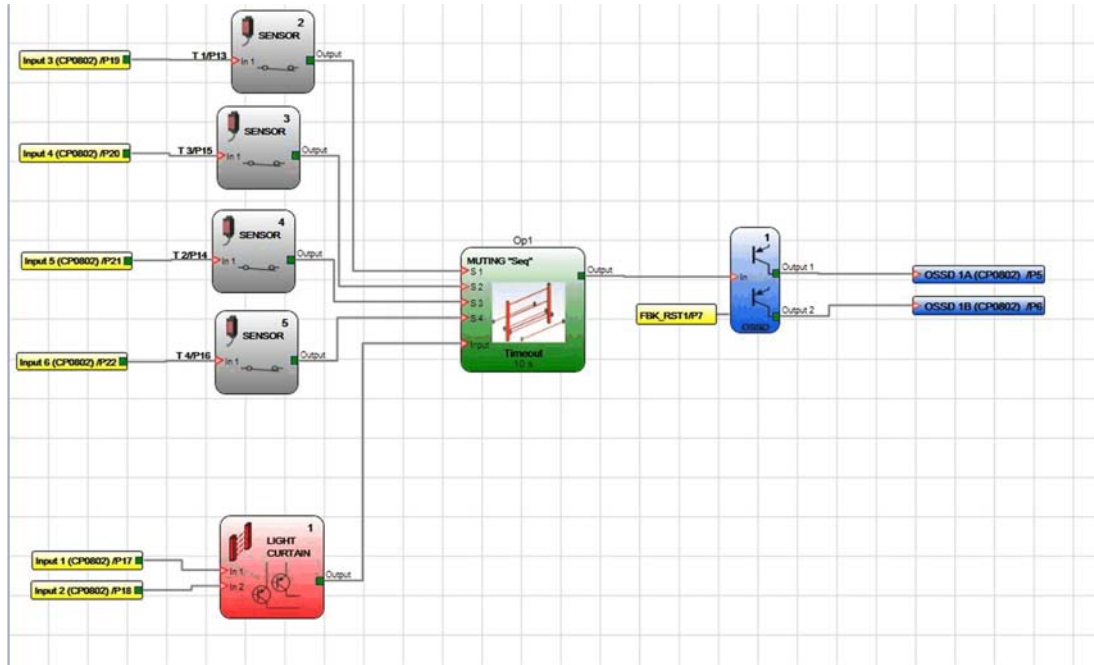 2
SENSOR
Input 3 (CP0802) /P19
T 1/P13
In 1
Output
3
SENSOR
Input 4 (CP0802) /P20
T 3/P15
In 1
Output
4
SENSOR
Input 5 (CP0802) /P21
T 2/P14
In 1
Output
5
SENSOR
Input 6 (CP0802) /P22
T 4/P16
In 1
Output
Op1
MUTING "Seq"
S 1
S 2
S 3
S 4
Input
Output
Timeout
10 s
1
In
Output 1
Output 2
OSSD
FBK_RST1/P7
OSSD 1A (CP0802) /P5
OSSD 1B (CP0802) /P6
1
LIGHT
CURTAIN
Input 1 (CP0802) /P17
Input 2 (CP0802) /P18
In 1
In 2
Output